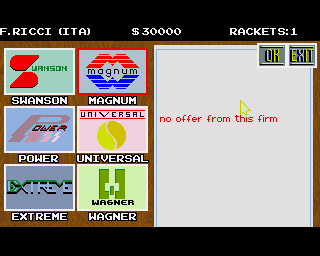 F.RICCI (ITA) $30000 RACKETS:1
OK EXIT
SWANSON
magnum
SWANSON MAGNUM
no offer from this firm
POWER
UNIVERSAL
POWER UNIVERSAL
EXTREME
WAGNER
EXTREME WAGNER